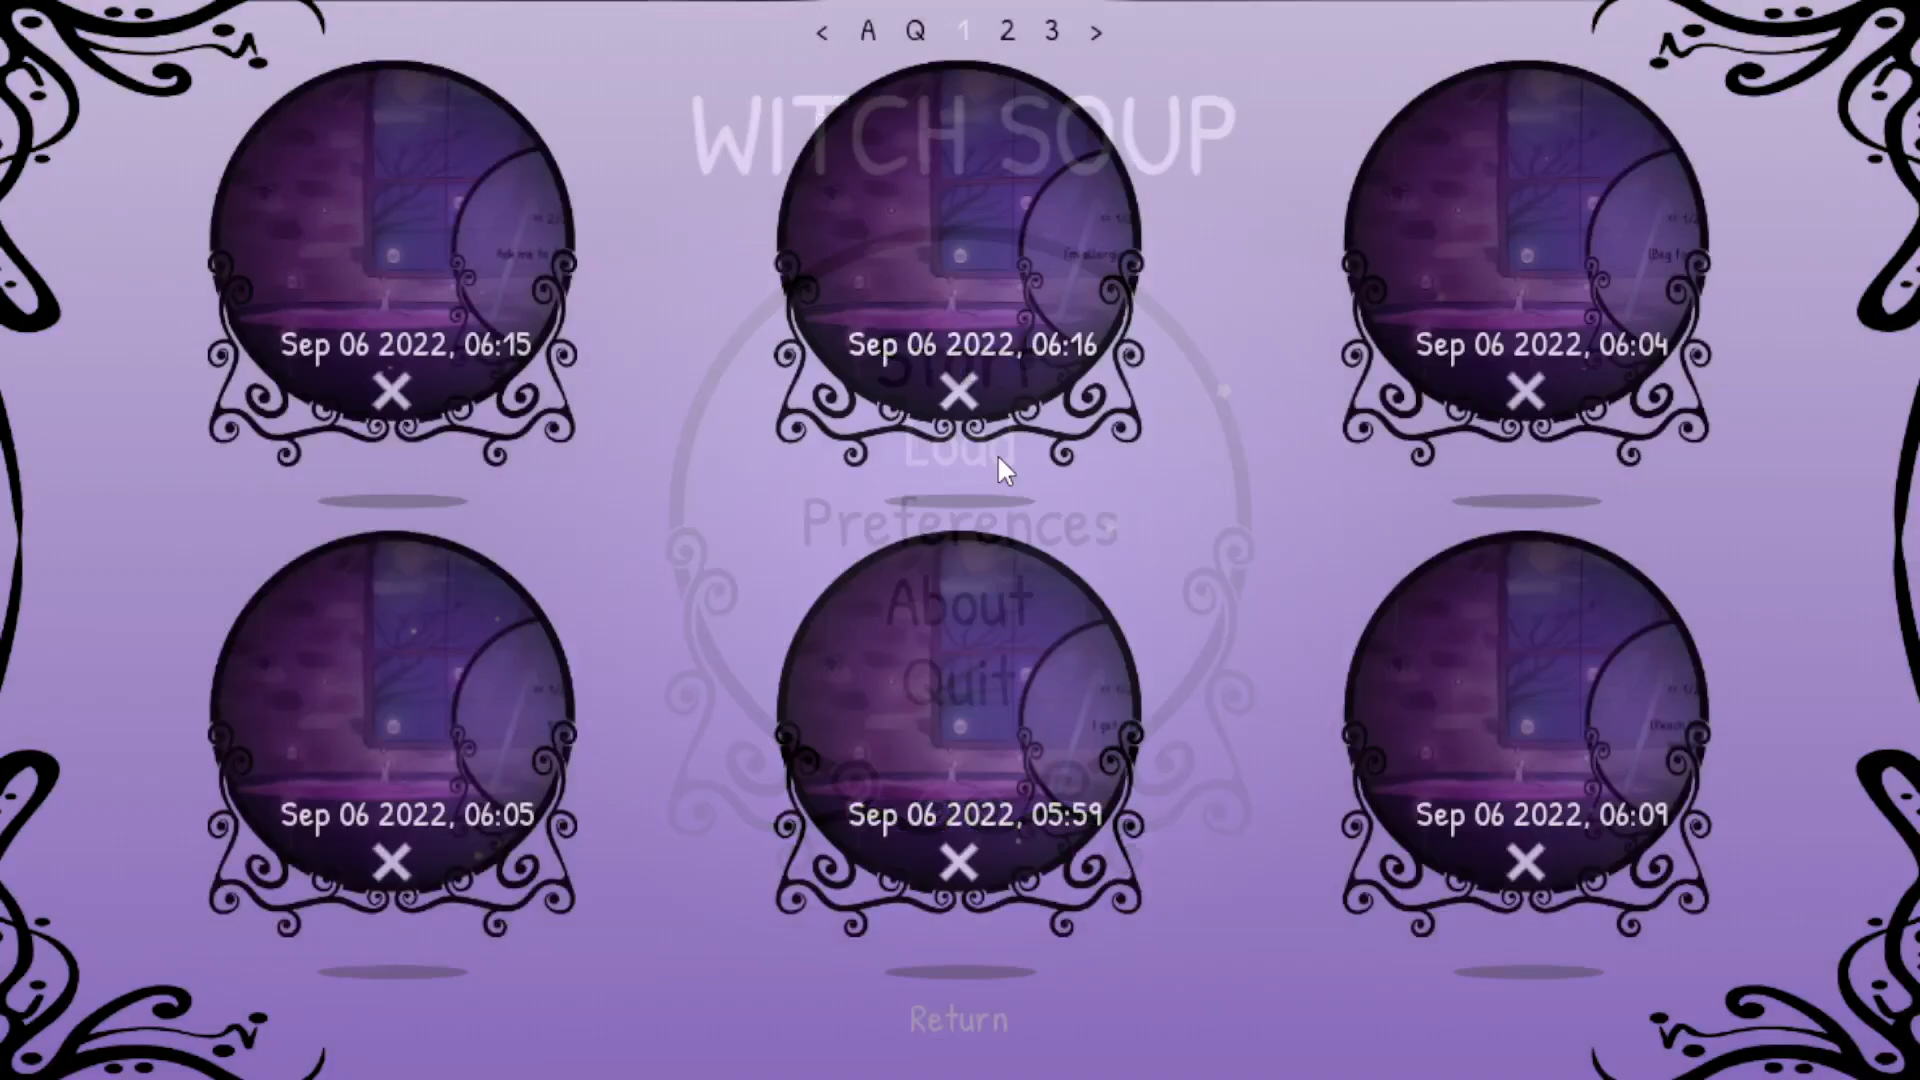 < A Q 1 2 3 >
WITCH SOUP
Sep 06 2022, 06:15
Sep 06 2022, 06:16
Sep 06 2022, 06:04
Start
Load
Preferences
About
Quit
Sep 06 2022, 06:05
Sep 06 2022, 05:59
Sep 06 2022, 06:09
Return